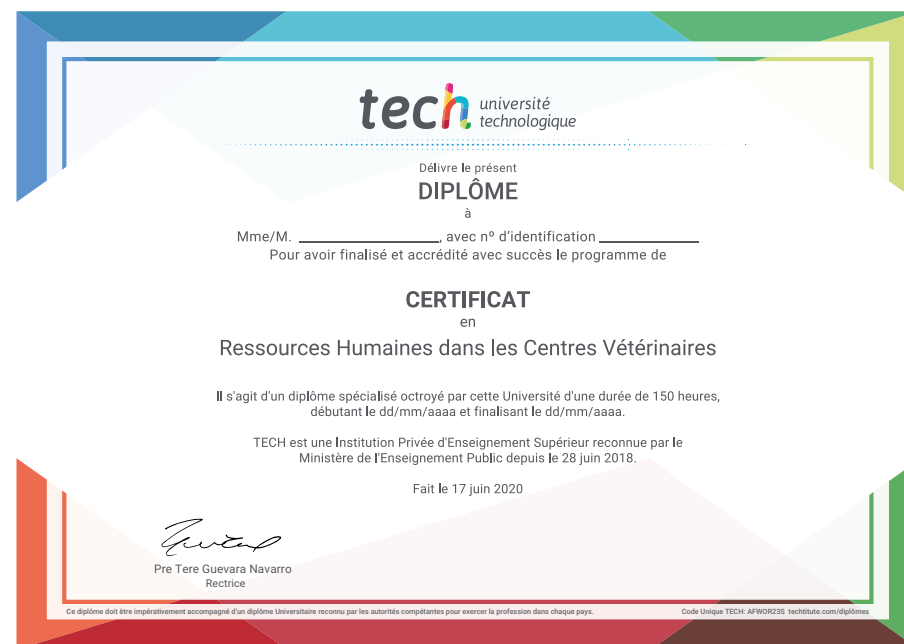 tech université
technologique
Délivre le présent
DIPLÔME
à
Mme/M. ____________________, avec nº d'identification ______________
Pour avoir finalisé et accrédité avec succès le programme de
CERTIFICAT
en
Ressources Humaines dans les Centres Vétérinaires
Il s'agit d'un diplôme spécialisé octroyé par cette Université d'une durée de 150 heures,
débutant le dd/mm/aaaa et finalisant le dd/mm/aaaa.
TECH est une Institution Privée d'Enseignement Supérieur reconnue par le
Ministère de l'Enseignement Public depuis le 28 juin 2018.
Fait le 17 juin 2020
Pre Tere Guevara Navarro
Rectrice
Ce diplôme doit être impérativement accompagné d'un diplôme Universitaire reconnu par les autorités compétantes pour exercer la profession dans chaque pays. Code Unique TECH: AFWOR23S techtitute.com/diplômes